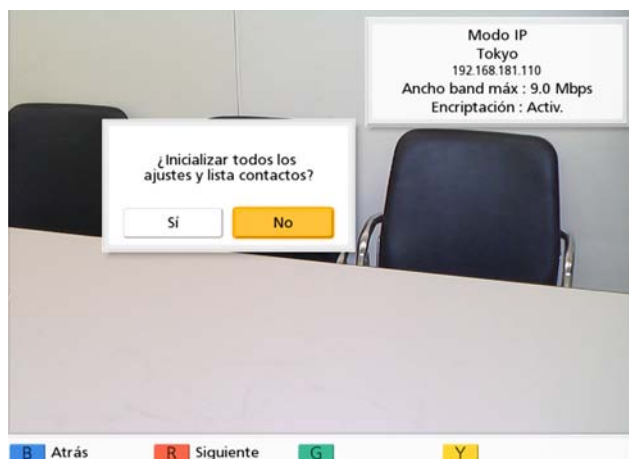 Modo IP
Tokyo
192.168.181.110
Ancho band máx : 9.0 Mbps
Encriptación : Activ.
¿Inicializar todos los
ajustes y lista contactos?
Sí No
B Atrás R Siguiente G Y